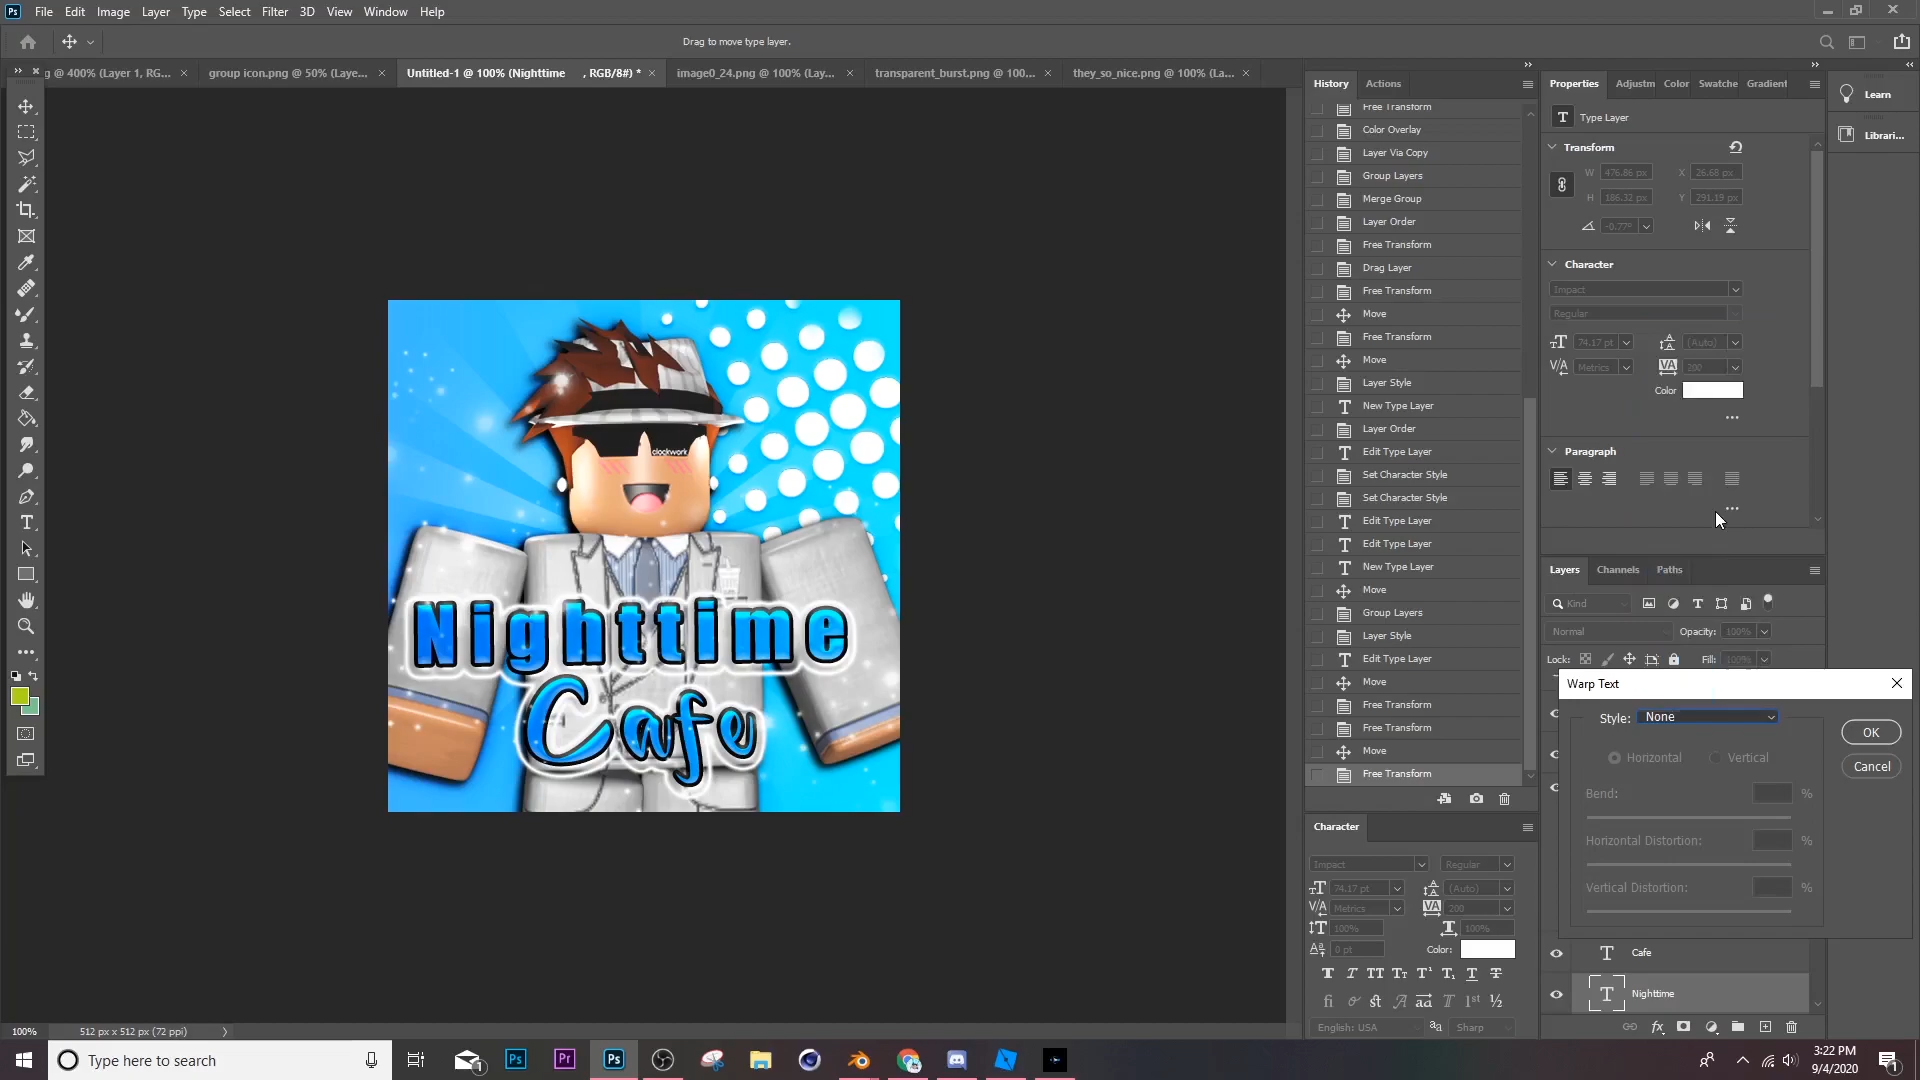 Ps File Edit Image Layer Type Select Filter 3D View Window Help
Drag to move type layer.
g @ 400% (Layer 1, RG... × group icon.png @ 50% (Laye... × Untitled-1 @ 100% (Nighttime , RGB/8#) * × image0_24.png @ 100% (Lay... × transparent_burst.png @ 100... × they_so_nice.png @ 100% (La... ×
History Actions
Free Transform
Color Overlay
Layer Via Copy
Group Layers
Merge Group
Layer Order
Free Transform
Drag Layer
Free Transform
Move
Free Transform
Move
Layer Style
New Type Layer
Layer Order
Edit Type Layer
Set Character Style
Set Character Style
Edit Type Layer
Edit Type Layer
New Type Layer
Move
Group Layers
Layer Style
Edit Type Layer
Move
Free Transform
Free Transform
Move
Free Transform
Character
Impact Regular
74.17 pt (Auto)
Metrics 200
100% 100%
0 pt Color:
English: USA Sharp
Properties Adjustm Color Swatche Gradient
Type Layer
Transform
W 476.86 px X 26.68 px
H 186.32 px Y 291.19 px
-0.77°
Character
Impact
Regular
74.17 pt (Auto)
Metrics 200
Color
Paragraph
Layers Channels Paths
Kind
Normal Opacity: 100%
Lock: Fill: 100%
Warp Text
Style: None
OK
Horizontal Vertical
Cancel
Bend: %
Horizontal Distortion: %
Vertical Distortion: %
Cafe
Nighttime
Learn
Librari...
clockwork
Nighttime
Cafe
100% 512 px x 512 px (72 ppi)
Type here to search
3:22 PM
9/4/2020